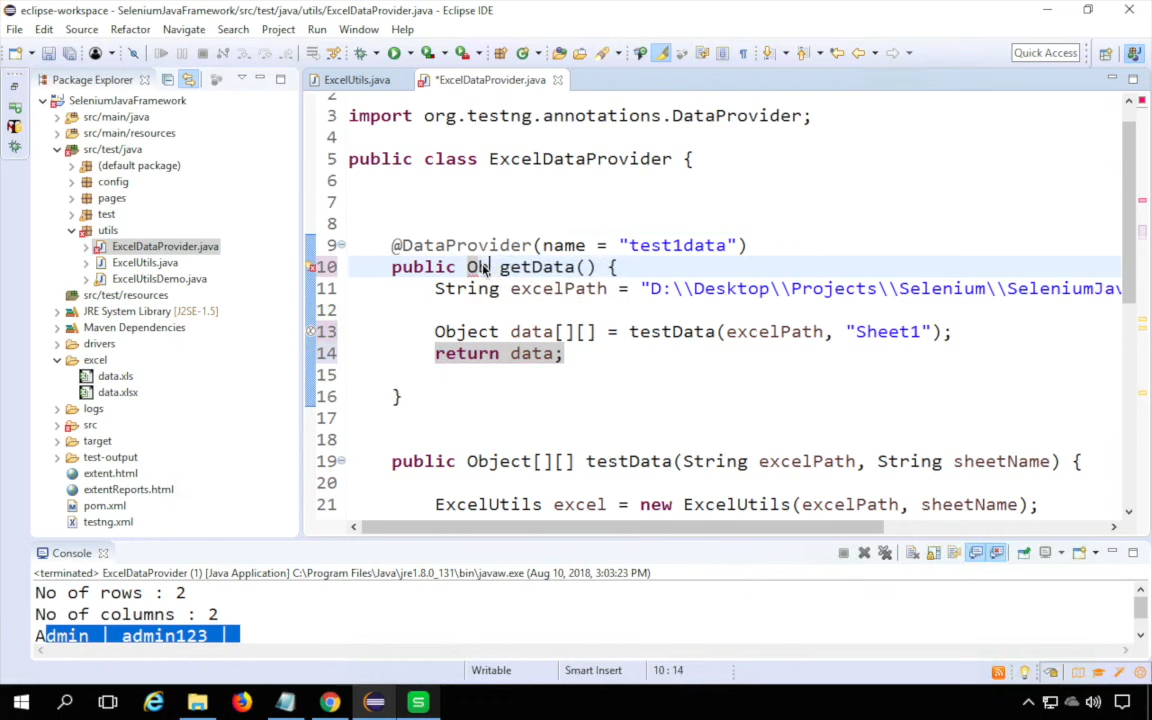 eclipse-workspace - SeleniumJavaFramework/src/test/java/utils/ExcelDataProvider.java - Eclipse IDE
File Edit Source Refactor Navigate Search Project Run Window Help
Quick Access
Package Explorer
ExcelUtils.java
*ExcelDataProvider.java
SeleniumJavaFramework
src/main/java
src/main/resources
src/test/java
(default package)
config
pages
test
utils
ExcelDataProvider.java
ExcelUtils.java
ExcelUtilsDemo.java
src/test/resources
JRE System Library [J2SE-1.5]
Maven Dependencies
drivers
excel
data.xls
data.xlsx
logs
src
target
test-output
extent.html
extentReports.html
pom.xml
testng.xml
2
3 import org.testng.annotations.DataProvider;
4
5 public class ExcelDataProvider {
6
7
8
9 @DataProvider(name = "test1data")
10 public Ob getData() {
11 String excelPath = "D:\\Desktop\\Projects\\Selenium\\SeleniumJav
12
13 Object data[][] = testData(excelPath, "Sheet1");
14 return data;
15
16 }
17
18
19 public Object[][] testData(String excelPath, String sheetName) {
20
21 ExcelUtils excel = new ExcelUtils(excelPath, sheetName);
Console
<terminated> ExcelDataProvider (1) [Java Application] C:\Program Files\Java\jre1.8.0_131\bin\javaw.exe (Aug 10, 2018, 3:03:23 PM)
No of rows : 2
No of columns : 2
Admin | admin123 |
Writable Smart Insert 10 : 14